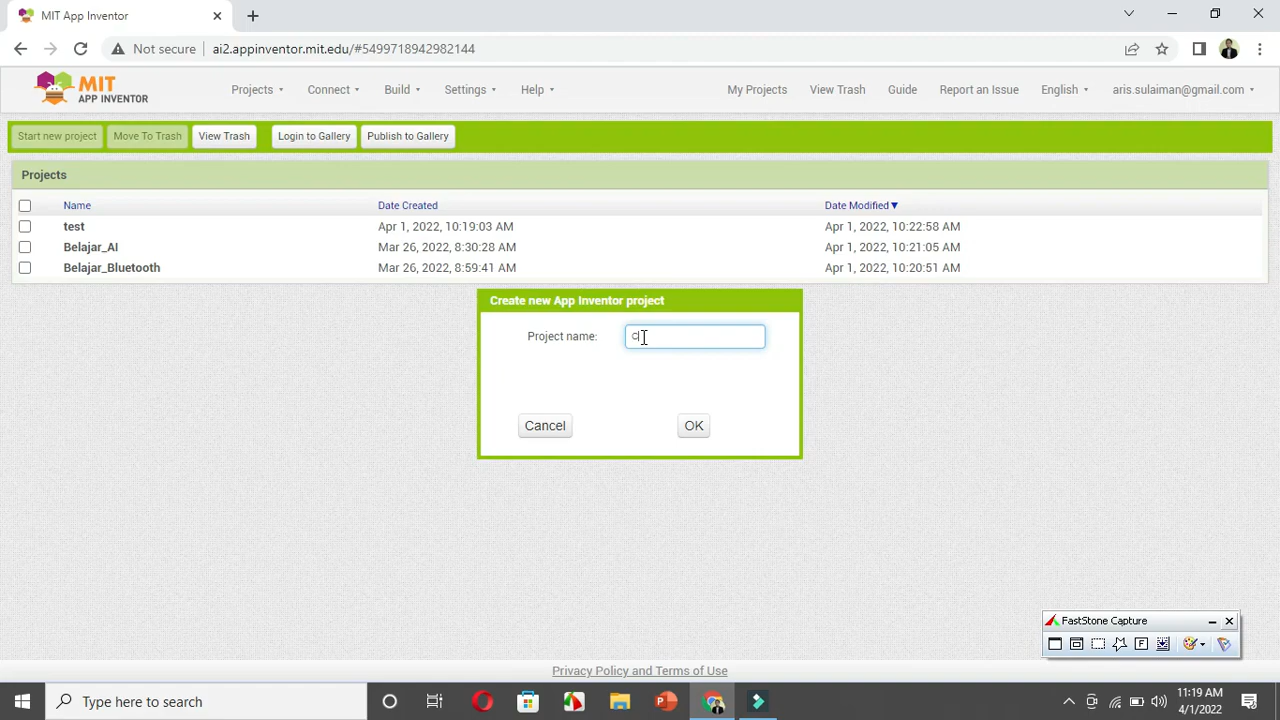 MIT App Inventor
Not secure ai2.appinventor.mit.edu/#5499718942982144
MIT APP INVENTOR
Projects Connect Build Settings Help My Projects View Trash Guide Report an Issue English aris.sulaiman@gmail.com
Start new project Move To Trash View Trash Login to Gallery Publish to Gallery
Projects
Name Date Created Date Modified
test Apr 1, 2022, 10:19:03 AM Apr 1, 2022, 10:22:58 AM
Belajar_AI Mar 26, 2022, 8:30:28 AM Apr 1, 2022, 10:21:05 AM
Belajar_Bluetooth Mar 26, 2022, 8:59:41 AM Apr 1, 2022, 10:20:51 AM
Create new App Inventor project
Project name: C
Cancel OK
FastStone Capture
Privacy Policy and Terms of Use
Type here to search
11:19 AM
4/1/2022